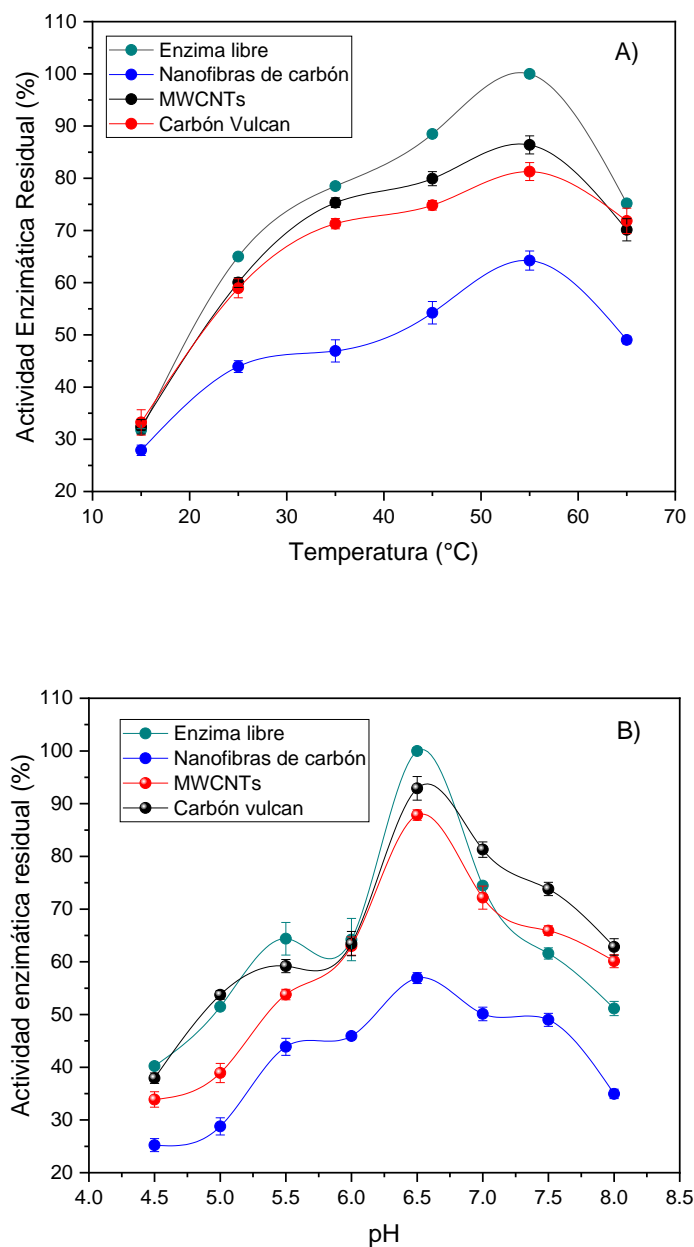 A)
Enzima libre
Nanofibras de carbón
MWCNTs
Carbón Vulcan
Actividad Enzimática Residual (%)
110
100
90
80
70
60
50
40
30
20
10 20 30 40 50 60 70
Temperatura (°C)
B)
Enzima libre
Nanofibras de carbón
MWCNTs
Carbón vulcan
Actividad enzimática residual (%)
110
100
90
80
70
60
50
40
30
20
4.0 4.5 5.0 5.5 6.0 6.5 7.0 7.5 8.0 8.5
pH